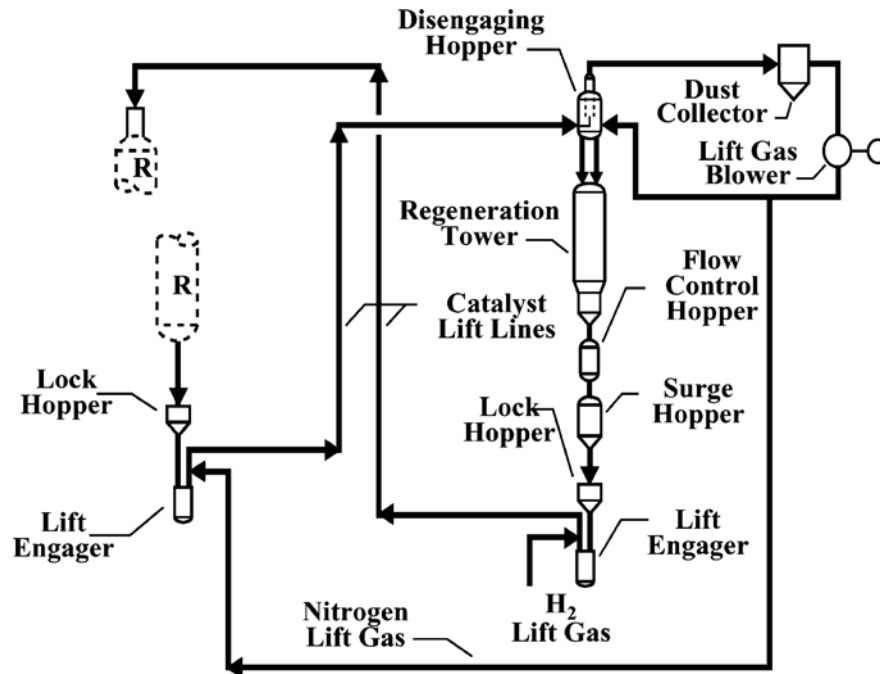 Disengaging
Hopper
Dust
Collector
Lift Gas
Blower
R
Regeneration
Tower
Flow
Control
Hopper
R
Catalyst
Lift Lines
Lock
Hopper
Lock
Hopper
Surge
Hopper
Lift
Engager
Lift
Engager
Nitrogen
Lift Gas
H₂
Lift Gas